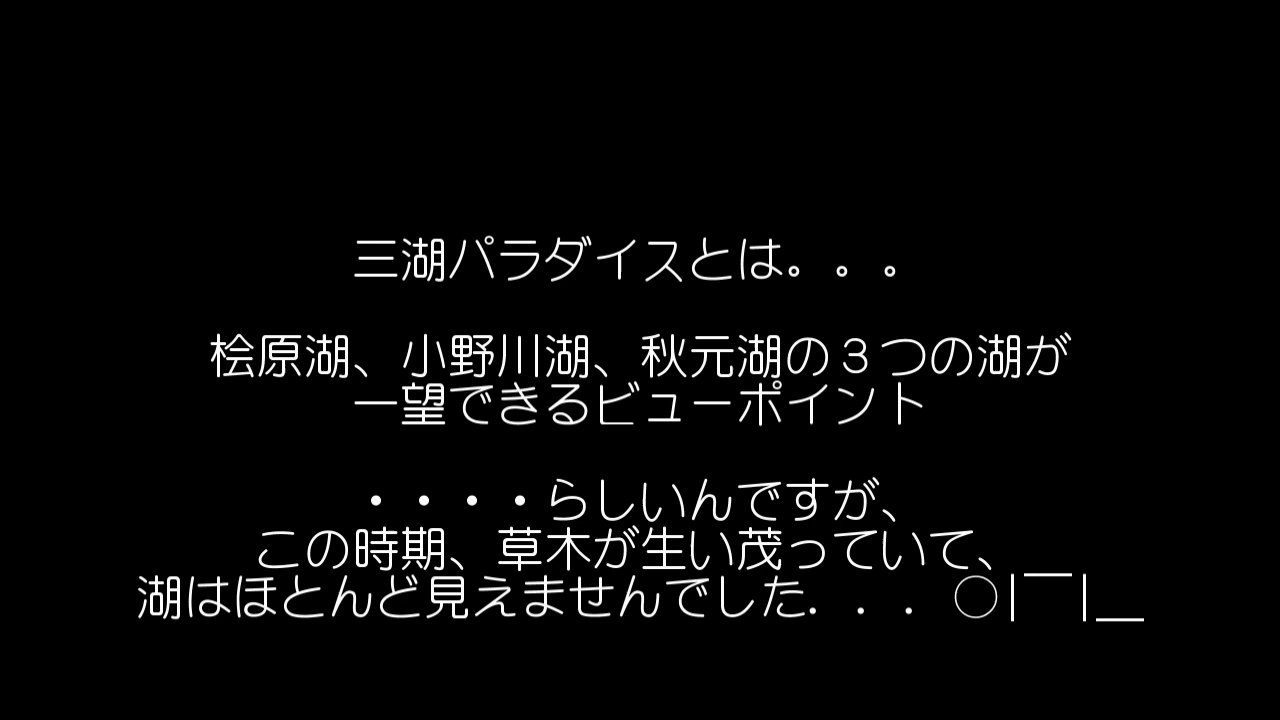 三湖パラダイスとは。。。
桧原湖、小野川湖、秋元湖の３つの湖が
一望できるビューポイント
・・・・らしいんですが、
この時期、草木が生い茂っていて、
湖はほとんど見えませんでした．．．○|￣|＿